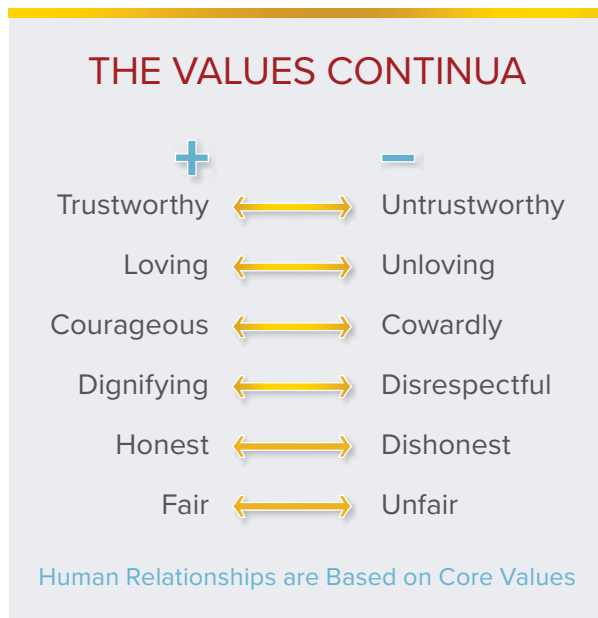 THE VALUES CONTINUA
+ −
Trustworthy Untrustworthy
Loving Unloving
Courageous Cowardly
Dignifying Disrespectful
Honest Dishonest
Fair Unfair
Human Relationships are Based on Core Values